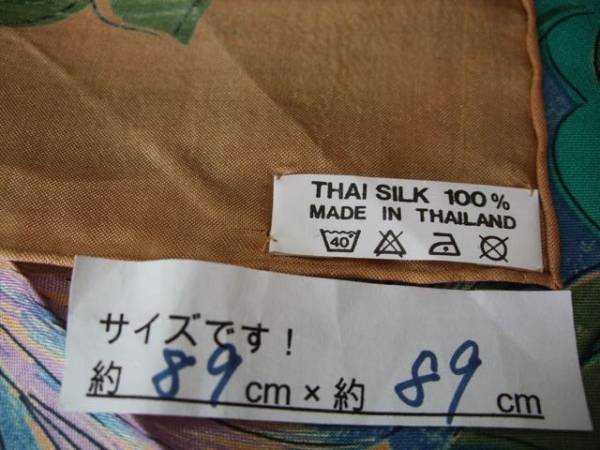 THAI SILK 100%
MADE IN THAILAND
40°
サイズです！
約 89 cm × 約 89 cm